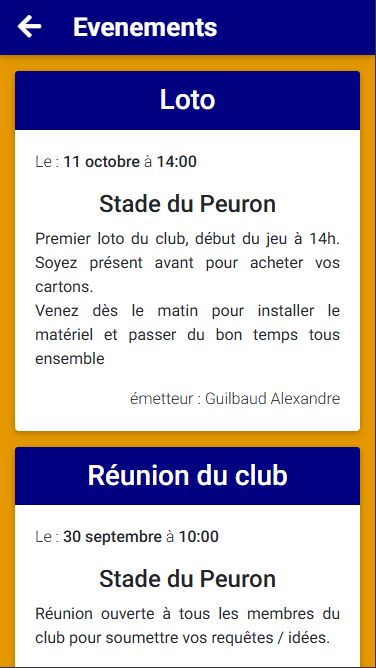 Evenements
Loto
Le : 11 octobre à 14:00
Stade du Peuron
Premier loto du club, début du jeu à 14h.
Soyez présent avant pour acheter vos
cartons.
Venez dès le matin pour installer le
matériel et passer du bon temps tous
ensemble
émetteur : Guilbaud Alexandre
Réunion du club
Le : 30 septembre à 10:00
Stade du Peuron
Réunion ouverte à tous les membres du
club pour soumettre vos requêtes / idées.